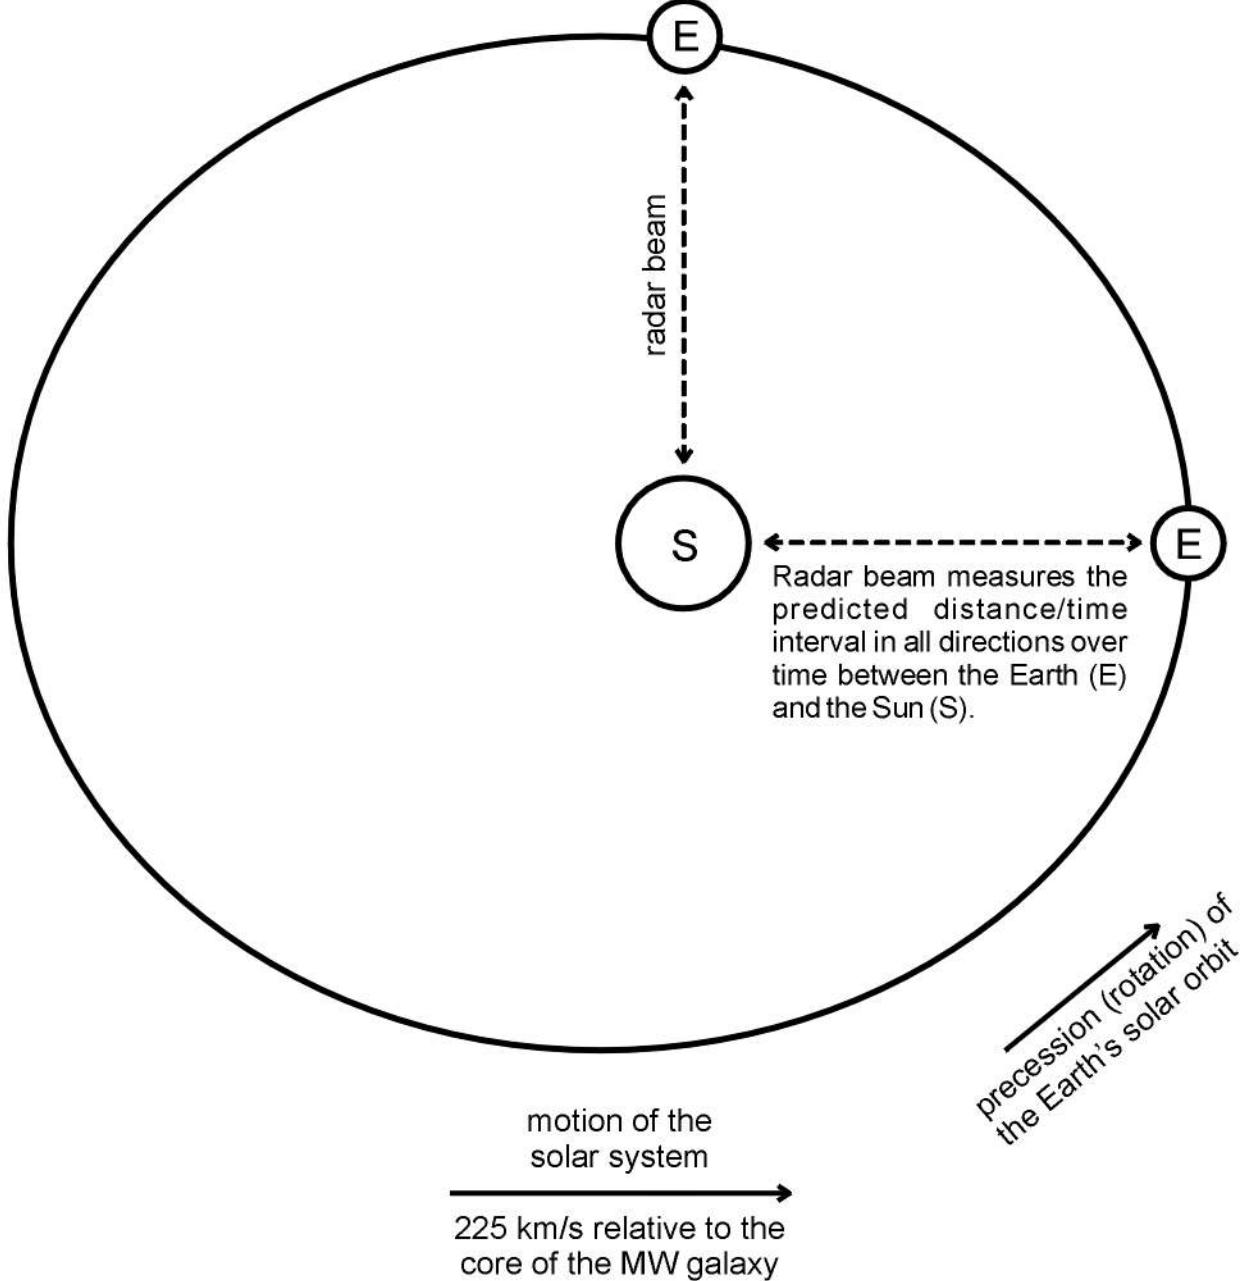 E
radar beam
S
E
Radar beam measures the
predicted distance/time
interval in all directions over
time between the Earth (E)
and the Sun (S).
precession (rotation) of
the Earth's solar orbit
motion of the
solar system
225 km/s relative to the
core of the MW galaxy